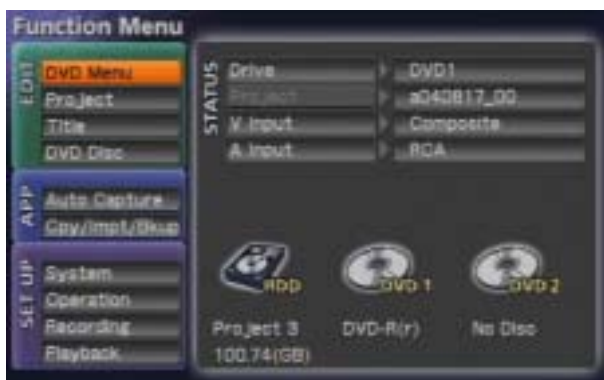 Function Menu
EDIT
DVD Menu
Project
Title
DVD Disc
APP
Auto Capture
Cpy/Impt/Bkup
SET UP
System
Operation
Recording
Playback
STATUS
Drive DVD1
Project a040817_00
V Input Composite
A Input RCA
HDD DVD 1 DVD 2
Project 3 DVD-R(r) No Disc
100.74(GB)